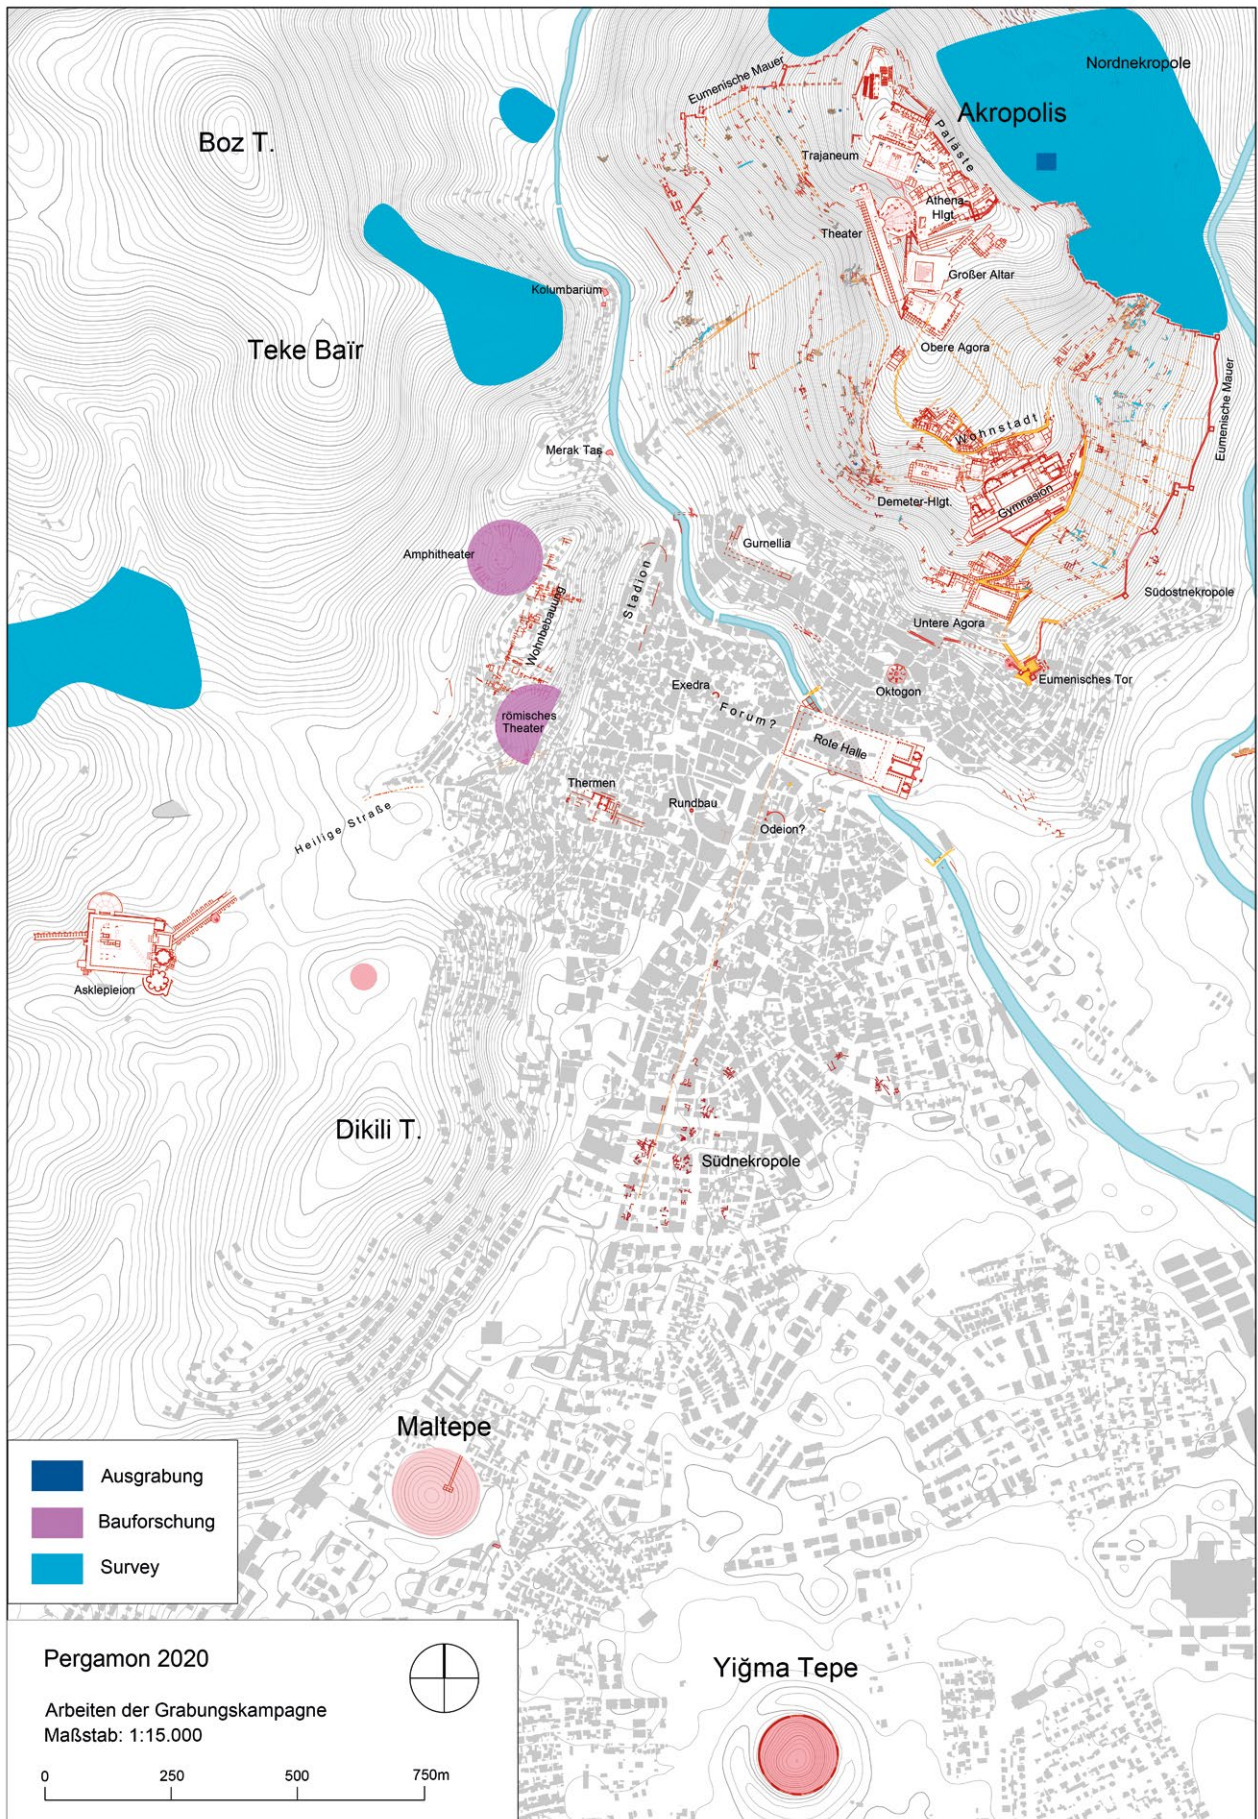 Nordnekropole
Eumenische Mauer
Akropolis
Boz T.
Paläste
Trajaneum
Athena-
Hlgt.
Theater
Großer Altar
Kolumbarium
Teke Baïr
Obere Agora
Eumenische Mauer
Wohnstadt
Merak Taş
Demeter-Hlgt.
Gymnasion
Gurnellia
Amphitheater
Stadion
Südostnekropole
Wohnbebauung
Untere Agora
Eumenisches Tor
Exedra
Oktogon
Forum?
römisches
Theater
Rote Halle
Thermen
Rundbau
Odeion?
Heilige Straße
Asklepieion
Dikili T.
Südnekropole
Maltepe
Ausgrabung
Bauforschung
Survey
Pergamon 2020
Arbeiten der Grabungskampagne
Maßstab: 1:15.000
0 250 500 750m
Yiğma Tepe